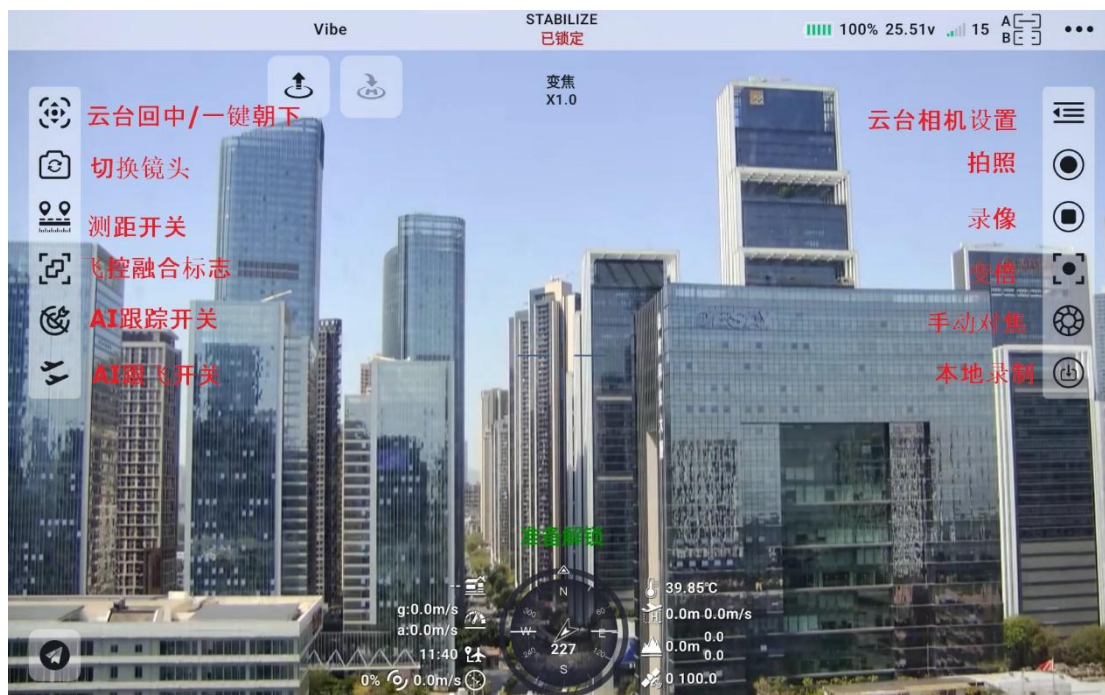 Vibe
STABILIZE
已锁定
100% 25.51v 15
A
B
变焦
X1.0
云台回中/一键朝下
切换镜头
测距开关
飞控融合标志
AI跟踪开关
AI跟飞开关
云台相机设置
拍照
录像
变倍
手动对焦
本地录制
准备解锁
--
g:0.0m/s
a:0.0m/s
11:40
0% 0.0m/s
N
60
E
120
S
240
W
300
227
39.85℃
H 0.0m 0.0m/s
0.0m 0.0
0.0
0 100.0